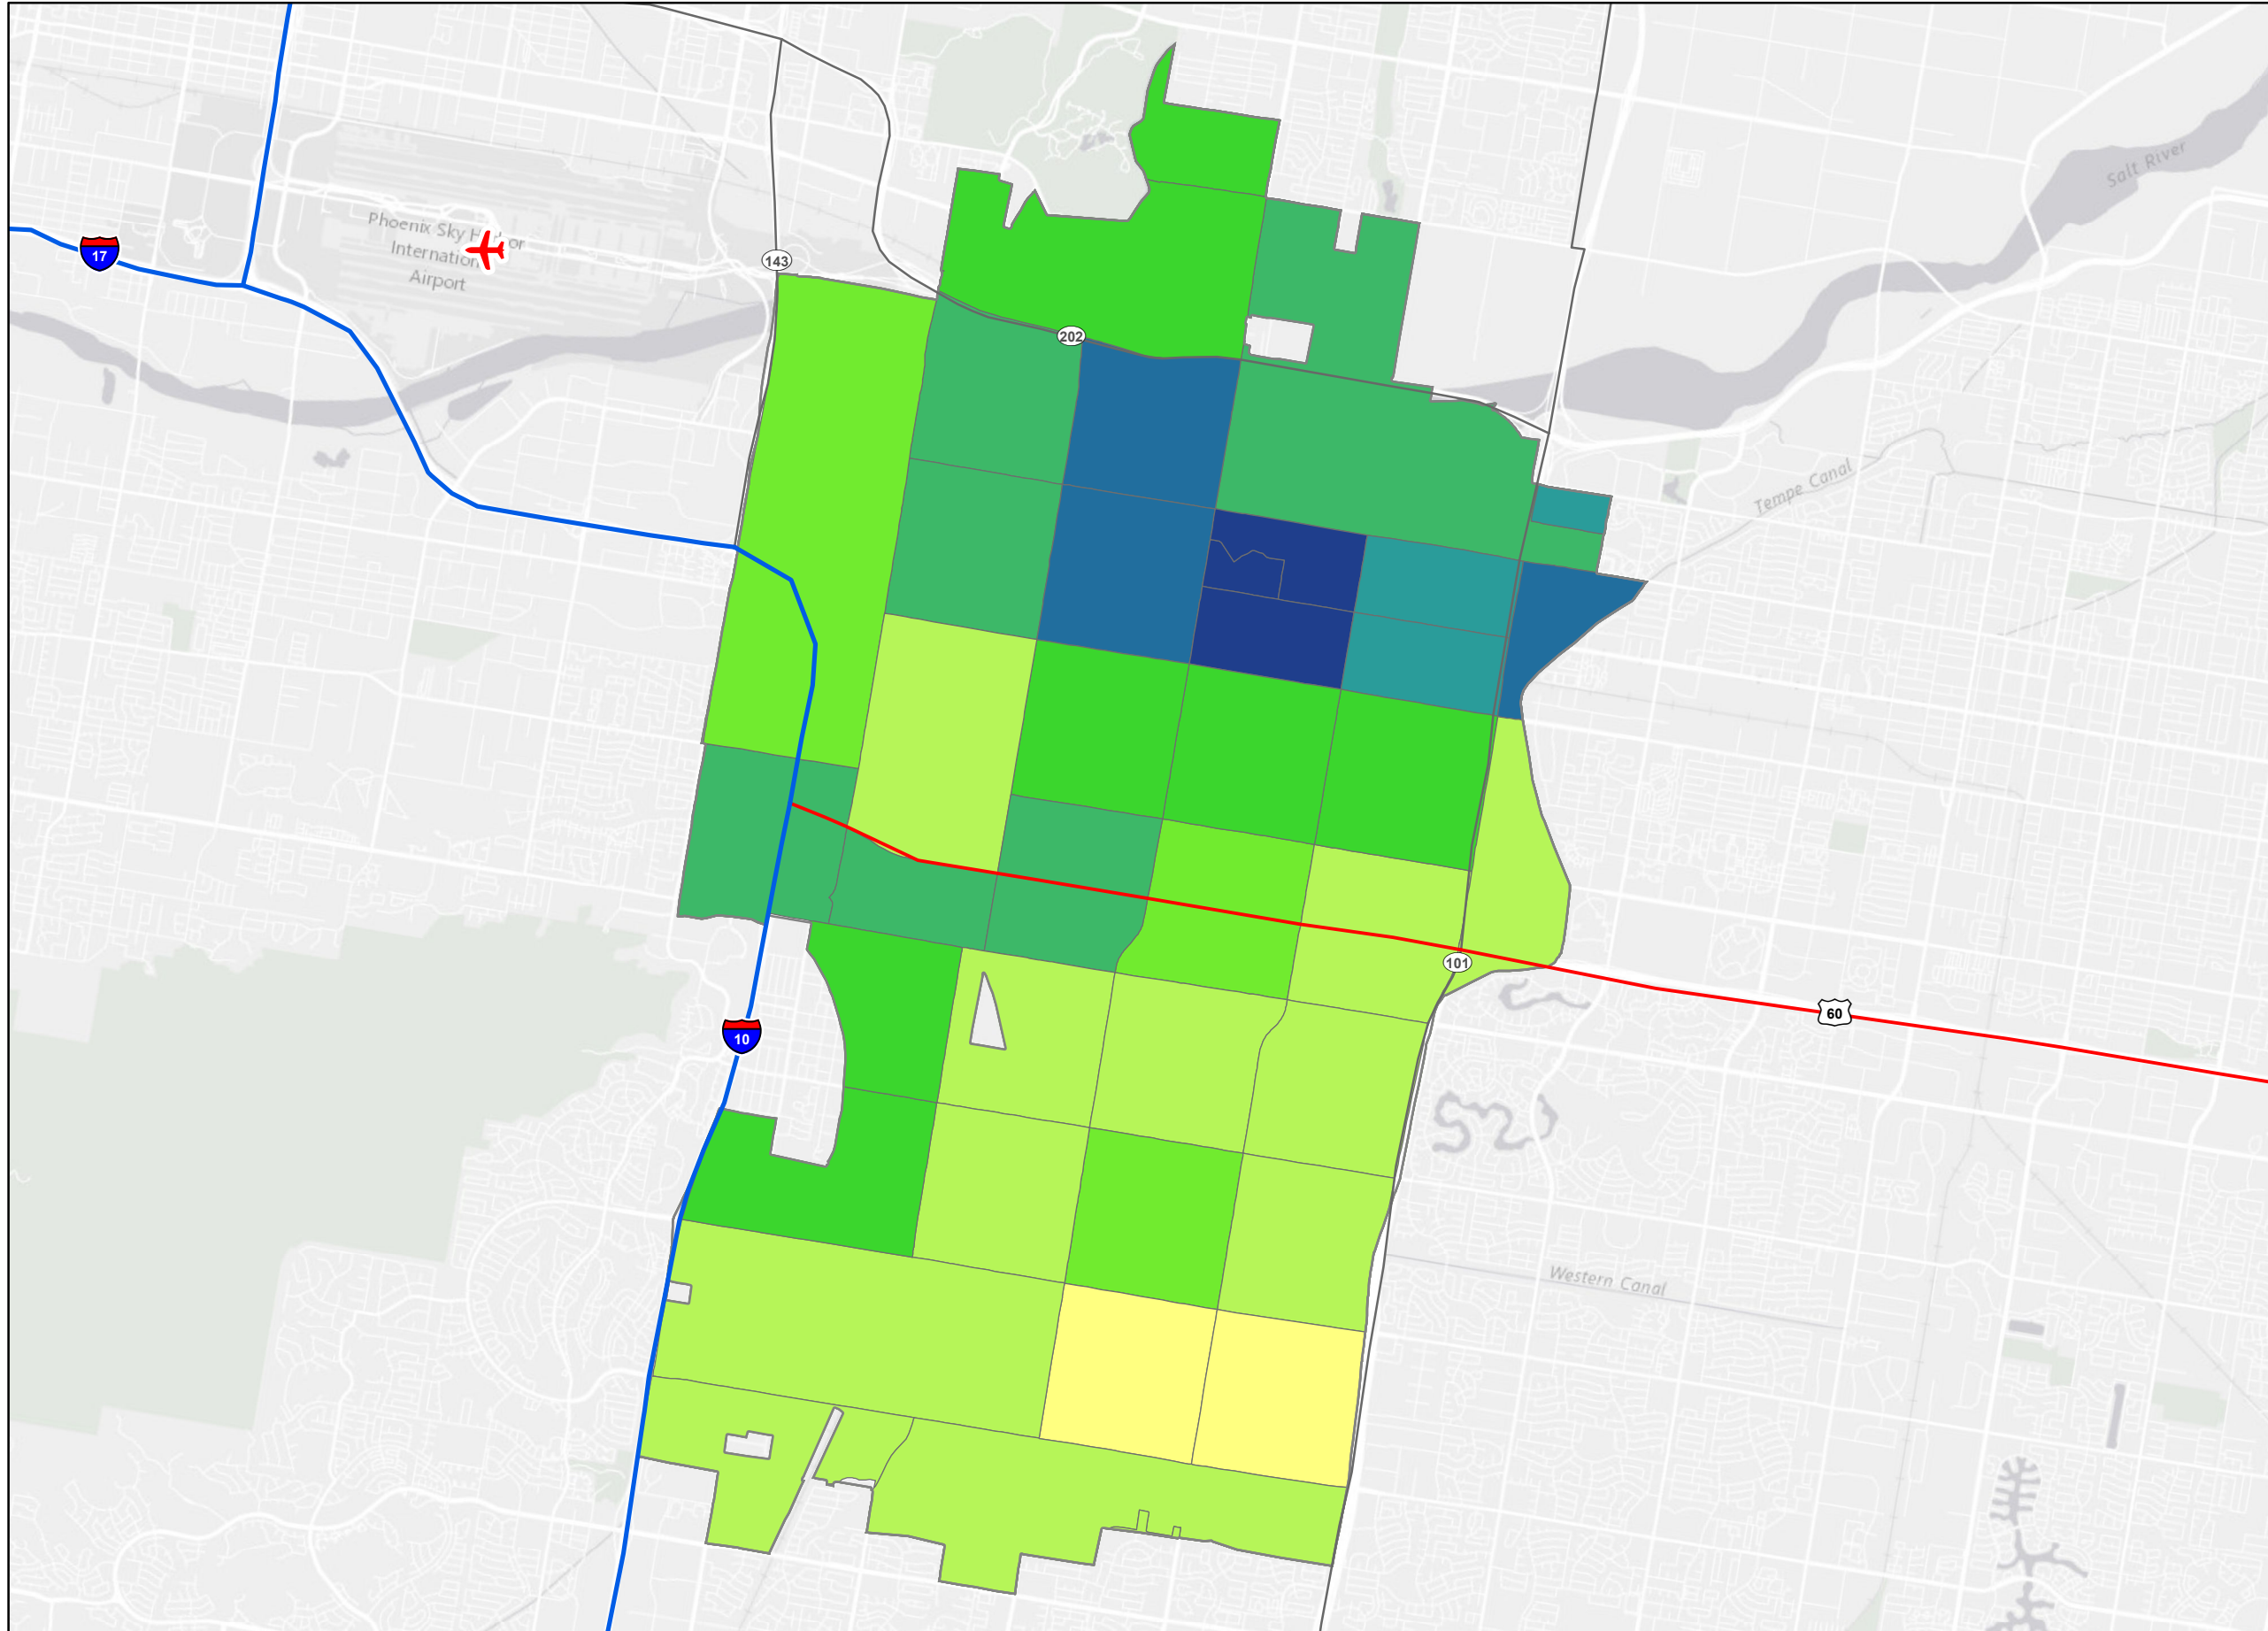 Salt River
Phoenix Sky Harbor
International
Airport
17
143
202
Tempe Canal
101
60
10
Western Canal